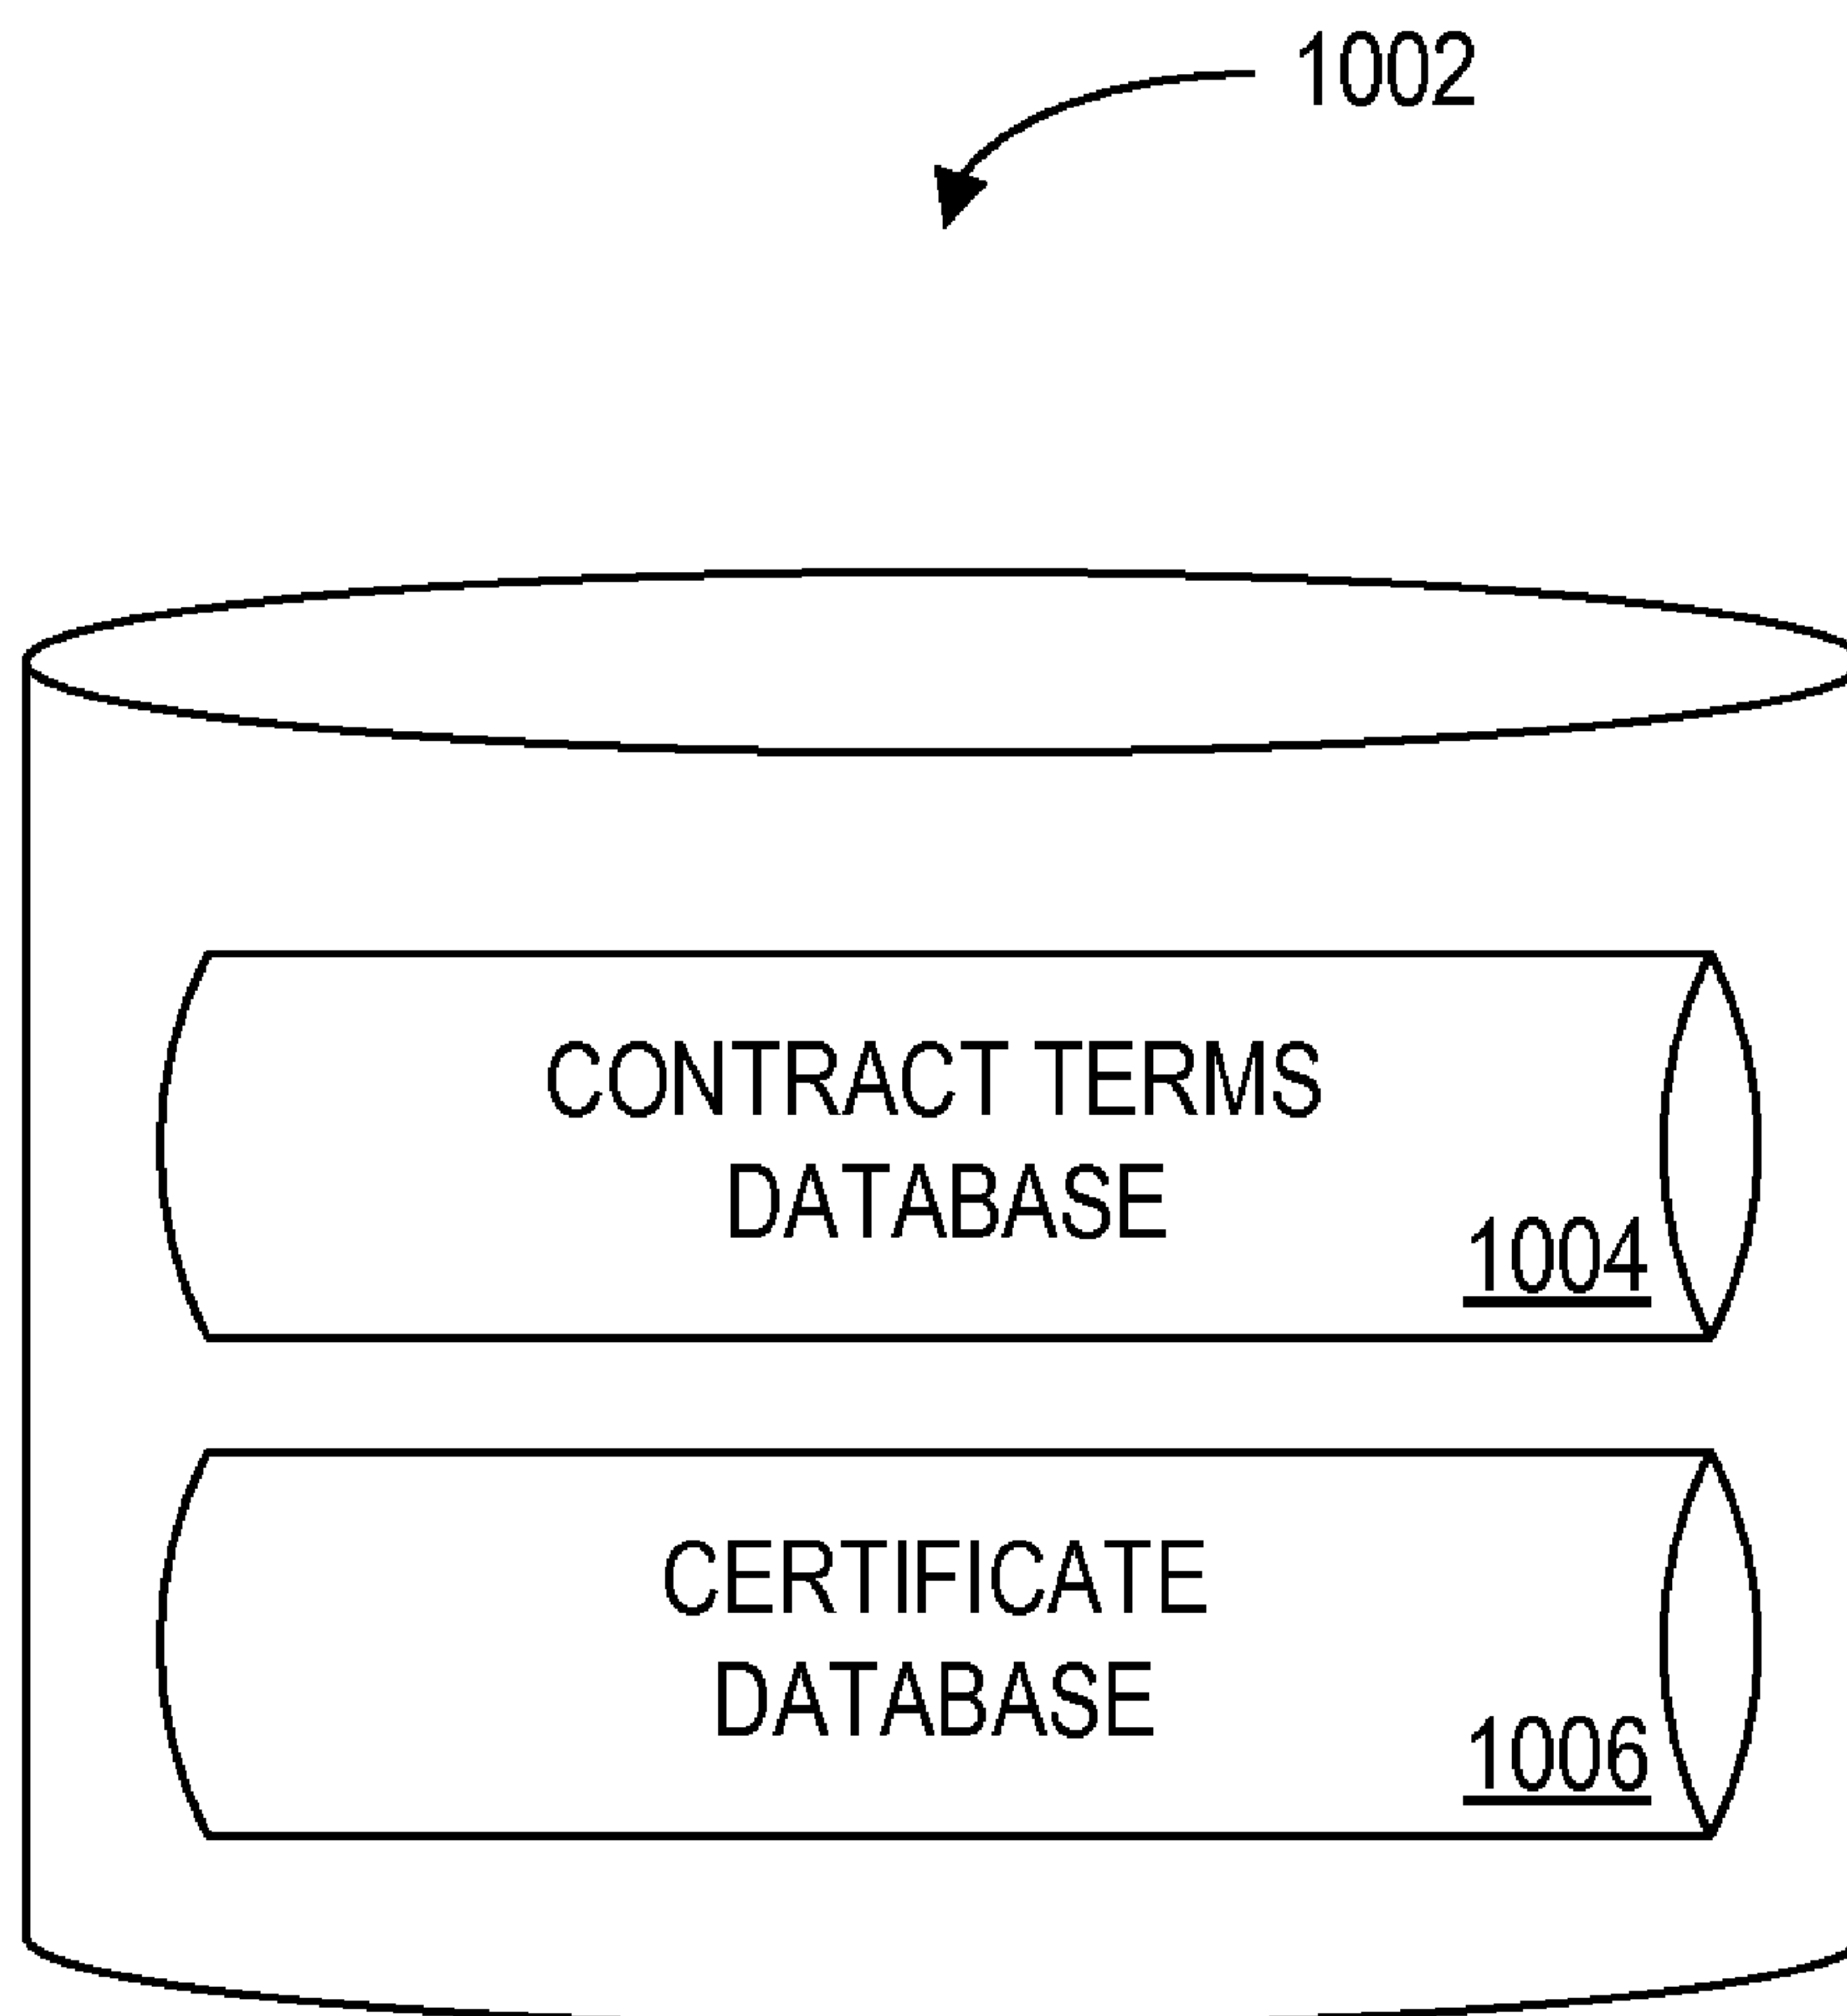 1002
CONTRACT TERMS
DATABASE
1004
CERTIFICATE
DATABASE
1006